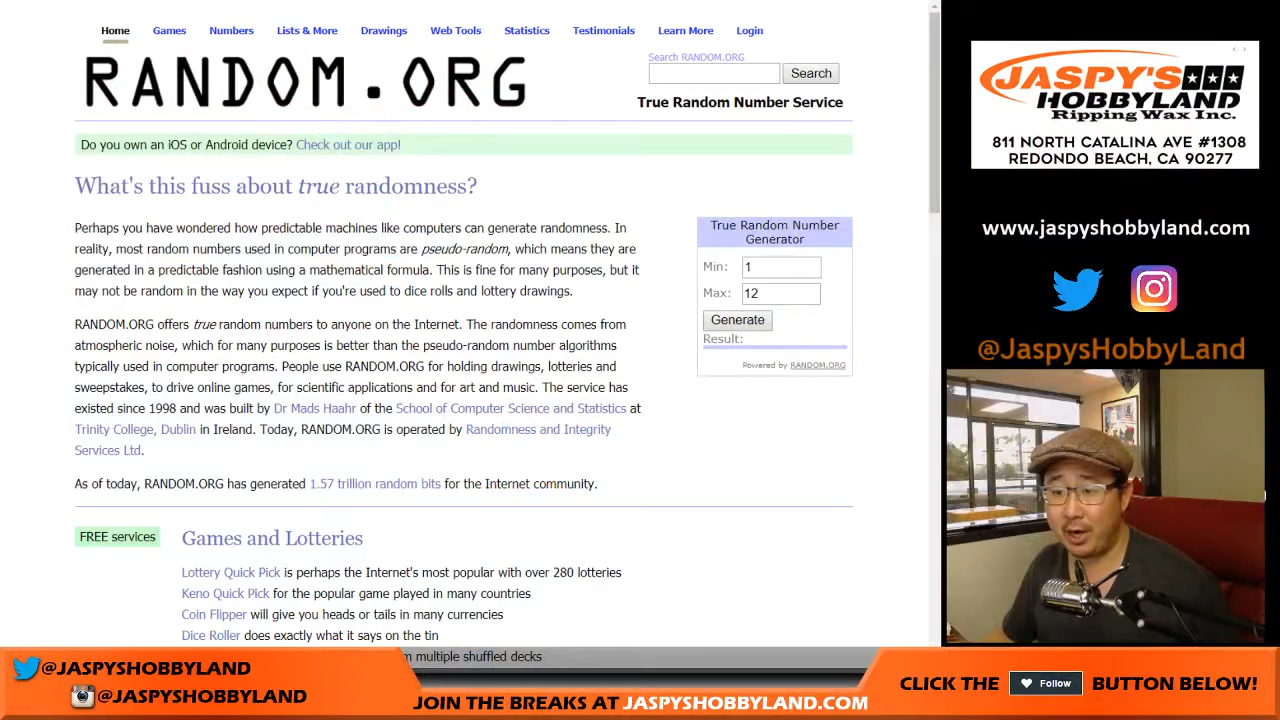 Home Games Numbers Lists & More Drawings Web Tools Statistics Testimonials Learn More Login
RANDOM.ORG
Search RANDOM.ORG
Search
True Random Number Service
Do you own an iOS or Android device? Check out our app!
What's this fuss about true randomness?
Perhaps you have wondered how predictable machines like computers can generate randomness. In
reality, most random numbers used in computer programs are pseudo-random, which means they are
generated in a predictable fashion using a mathematical formula. This is fine for many purposes, but it
may not be random in the way you expect if you're used to dice rolls and lottery drawings.
RANDOM.ORG offers true random numbers to anyone on the Internet. The randomness comes from
atmospheric noise, which for many purposes is better than the pseudo-random number algorithms
typically used in computer programs. People use RANDOM.ORG for holding drawings, lotteries and
sweepstakes, to drive online games, for scientific applications and for art and music. The service has
existed since 1998 and was built by Dr Mads Haahr of the School of Computer Science and Statistics at
Trinity College, Dublin in Ireland. Today, RANDOM.ORG is operated by Randomness and Integrity
Services Ltd.
As of today, RANDOM.ORG has generated 1.57 trillion random bits for the Internet community.
True Random Number
Generator
Min: 1
Max: 12
Generate
Result:
Powered by RANDOM.ORG
FREE services
Games and Lotteries
Lottery Quick Pick is perhaps the Internet's most popular with over 280 lotteries
Keno Quick Pick for the popular game played in many countries
Coin Flipper will give you heads or tails in many currencies
Dice Roller does exactly what it says on the tin
multiple shuffled decks
JASPY'S
HOBBYLAND
Ripping Wax Inc.
811 NORTH CATALINA AVE #1308
REDONDO BEACH, CA 90277
www.jaspyshobbyland.com
@JaspysHobbyLand
@JASPYSHOBBYLAND
@JASPYSHOBBYLAND
JOIN THE BREAKS AT JASPYSHOBBYLAND.COM
CLICK THE Follow BUTTON BELOW!